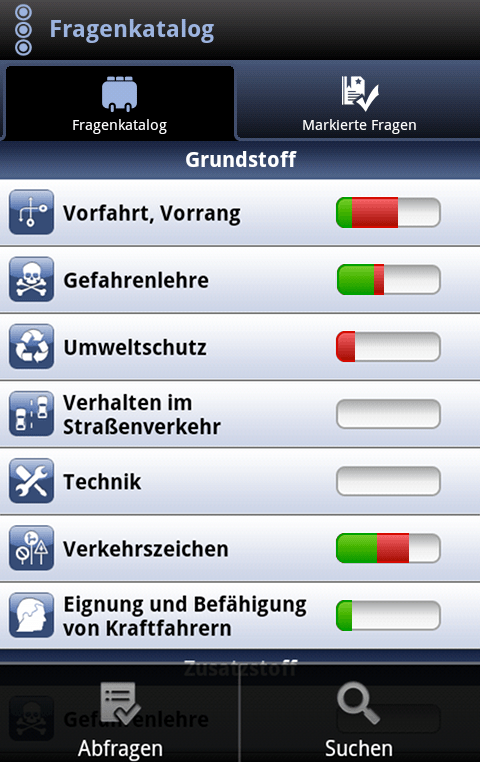 Fragenkatalog
Fragenkatalog
Markierte Fragen
Grundstoff
Vorfahrt, Vorrang
Gefahrenlehre
Umweltschutz
Verhalten im
Straßenverkehr
Technik
Verkehrszeichen
Eignung und Befähigung
von Kraftfahrern
Zusatzstoff
Gefahrenlehre
Abfragen
Suchen